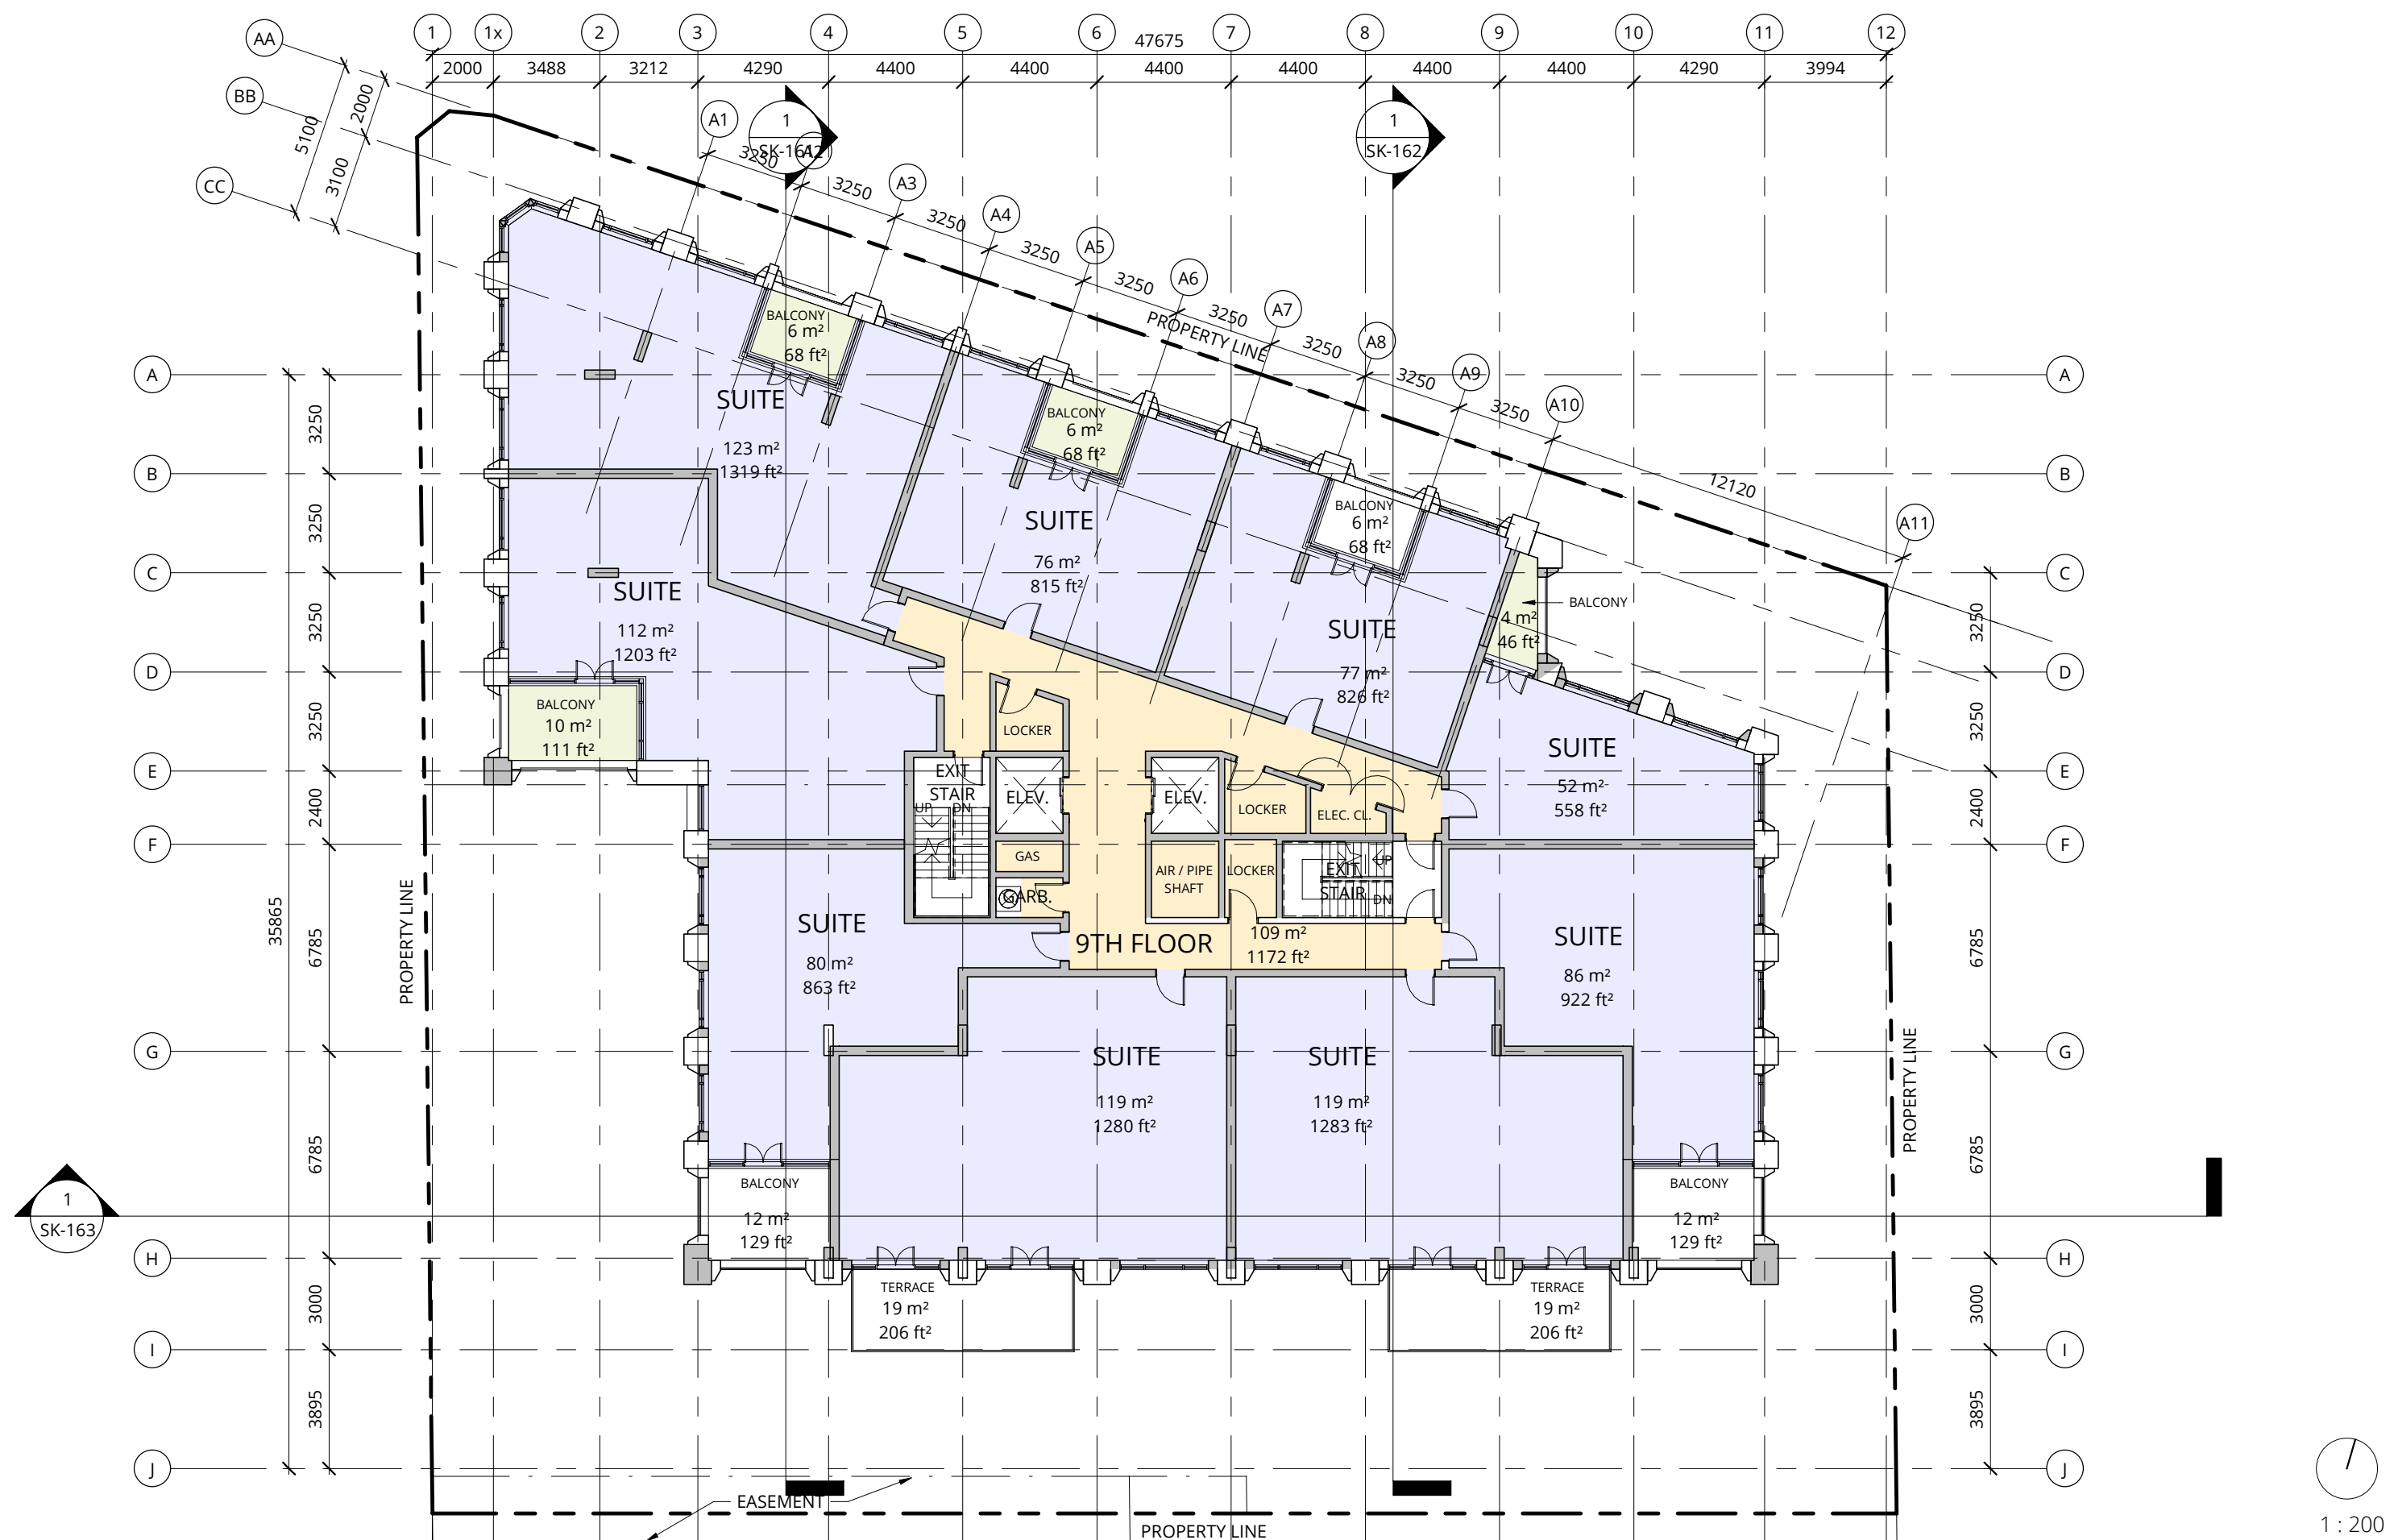 1 1x 2 3 4 5 6 7 8 9 10 11 12
47675
2000 3488 3212 4290 4400 4400 4400 4400 4400 4400 4290 3994
AA
BB
CC
2000
5100
3100
A1
A2
A3
A4
A5
A6
A7
A8
A9
A10
A11
1
SK-161
1
SK-162
3250
3250
3250
3250
3250
3250
3250
3250
3250
12120
PROPERTY LINE
A
B
C
D
E
F
G
H
I
J
3250
3250
3250
3250
2400
6785
6785
3000
3895
35865
PROPERTY LINE
BALCONY
6 m²
68 ft²
SUITE
123 m²
1319 ft²
BALCONY
6 m²
68 ft²
SUITE
76 m²
815 ft²
BALCONY
6 m²
68 ft²
SUITE
77 m²
826 ft²
BALCONY
4 m²
46 ft²
SUITE
112 m²
1203 ft²
BALCONY
10 m²
111 ft²
SUITE
52 m²
558 ft²
LOCKER
EXIT
STAIR
UP DN
ELEV.
ELEV.
LOCKER
ELEC. CL.
GAS
GARB.
AIR / PIPE
SHAFT
LOCKER
EXIT
STAIR
UP
DN
9TH FLOOR
109 m²
1172 ft²
SUITE
80 m²
863 ft²
SUITE
86 m²
922 ft²
SUITE
119 m²
1280 ft²
SUITE
119 m²
1283 ft²
BALCONY
12 m²
129 ft²
BALCONY
12 m²
129 ft²
TERRACE
19 m²
206 ft²
TERRACE
19 m²
206 ft²
1
SK-163
A
B
C
D
E
F
G
H
I
J
3250
3250
2400
6785
6785
3000
3895
PROPERTY LINE
EASEMENT
PROPERTY LINE
1 : 200